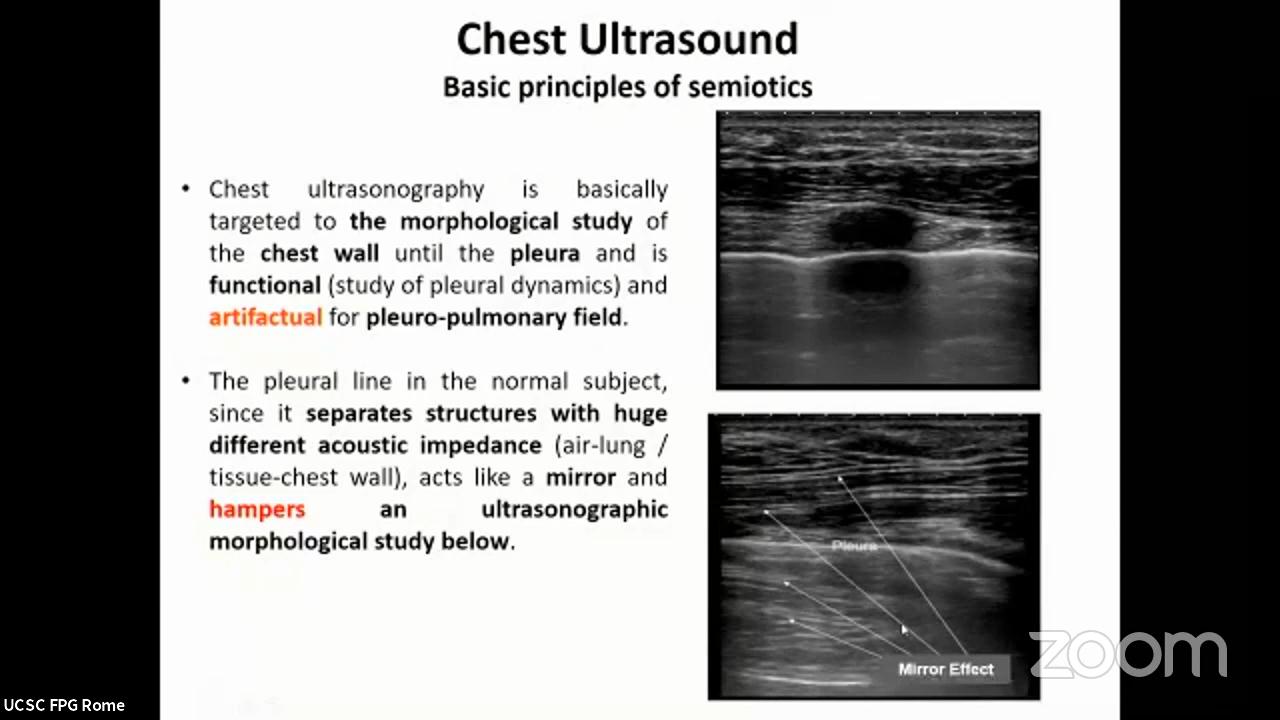 Chest Ultrasound
Basic principles of semiotics
• Chest ultrasonography is basically
targeted to the morphological study of
the chest wall until the pleura and is
functional (study of pleural dynamics) and
artifactual for pleuro-pulmonary field.
• The pleural line in the normal subject,
since it separates structures with huge
different acoustic impedance (air-lung /
tissue-chest wall), acts like a mirror and
hampers an ultrasonographic
morphological study below.
Pleura
Mirror Effect
zoom
UCSC FPG Rome